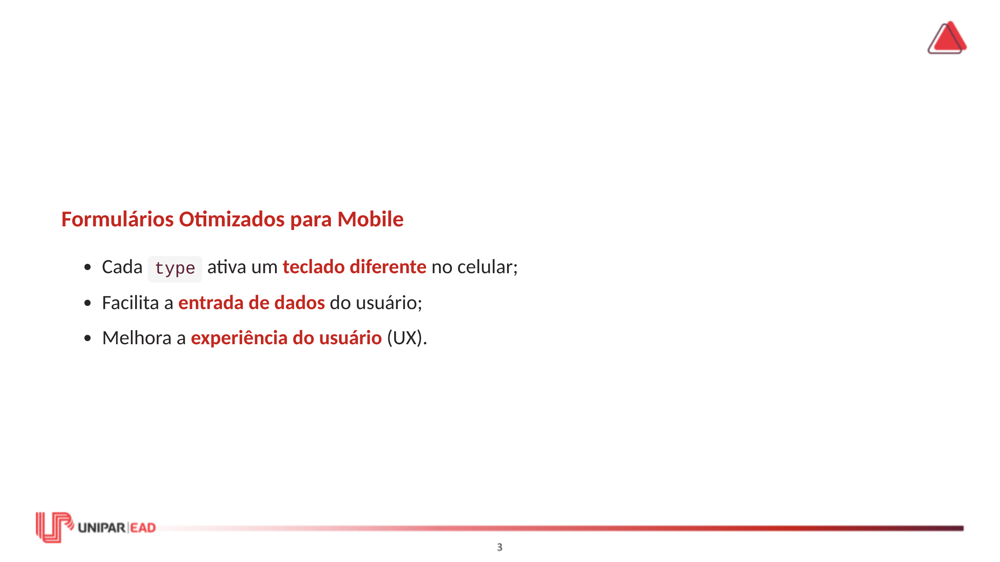 Formulários Otimizados para Mobile
• Cada type ativa um teclado diferente no celular;
• Facilita a entrada de dados do usuário;
• Melhora a experiência do usuário (UX).
UNIPAR|EAD
3